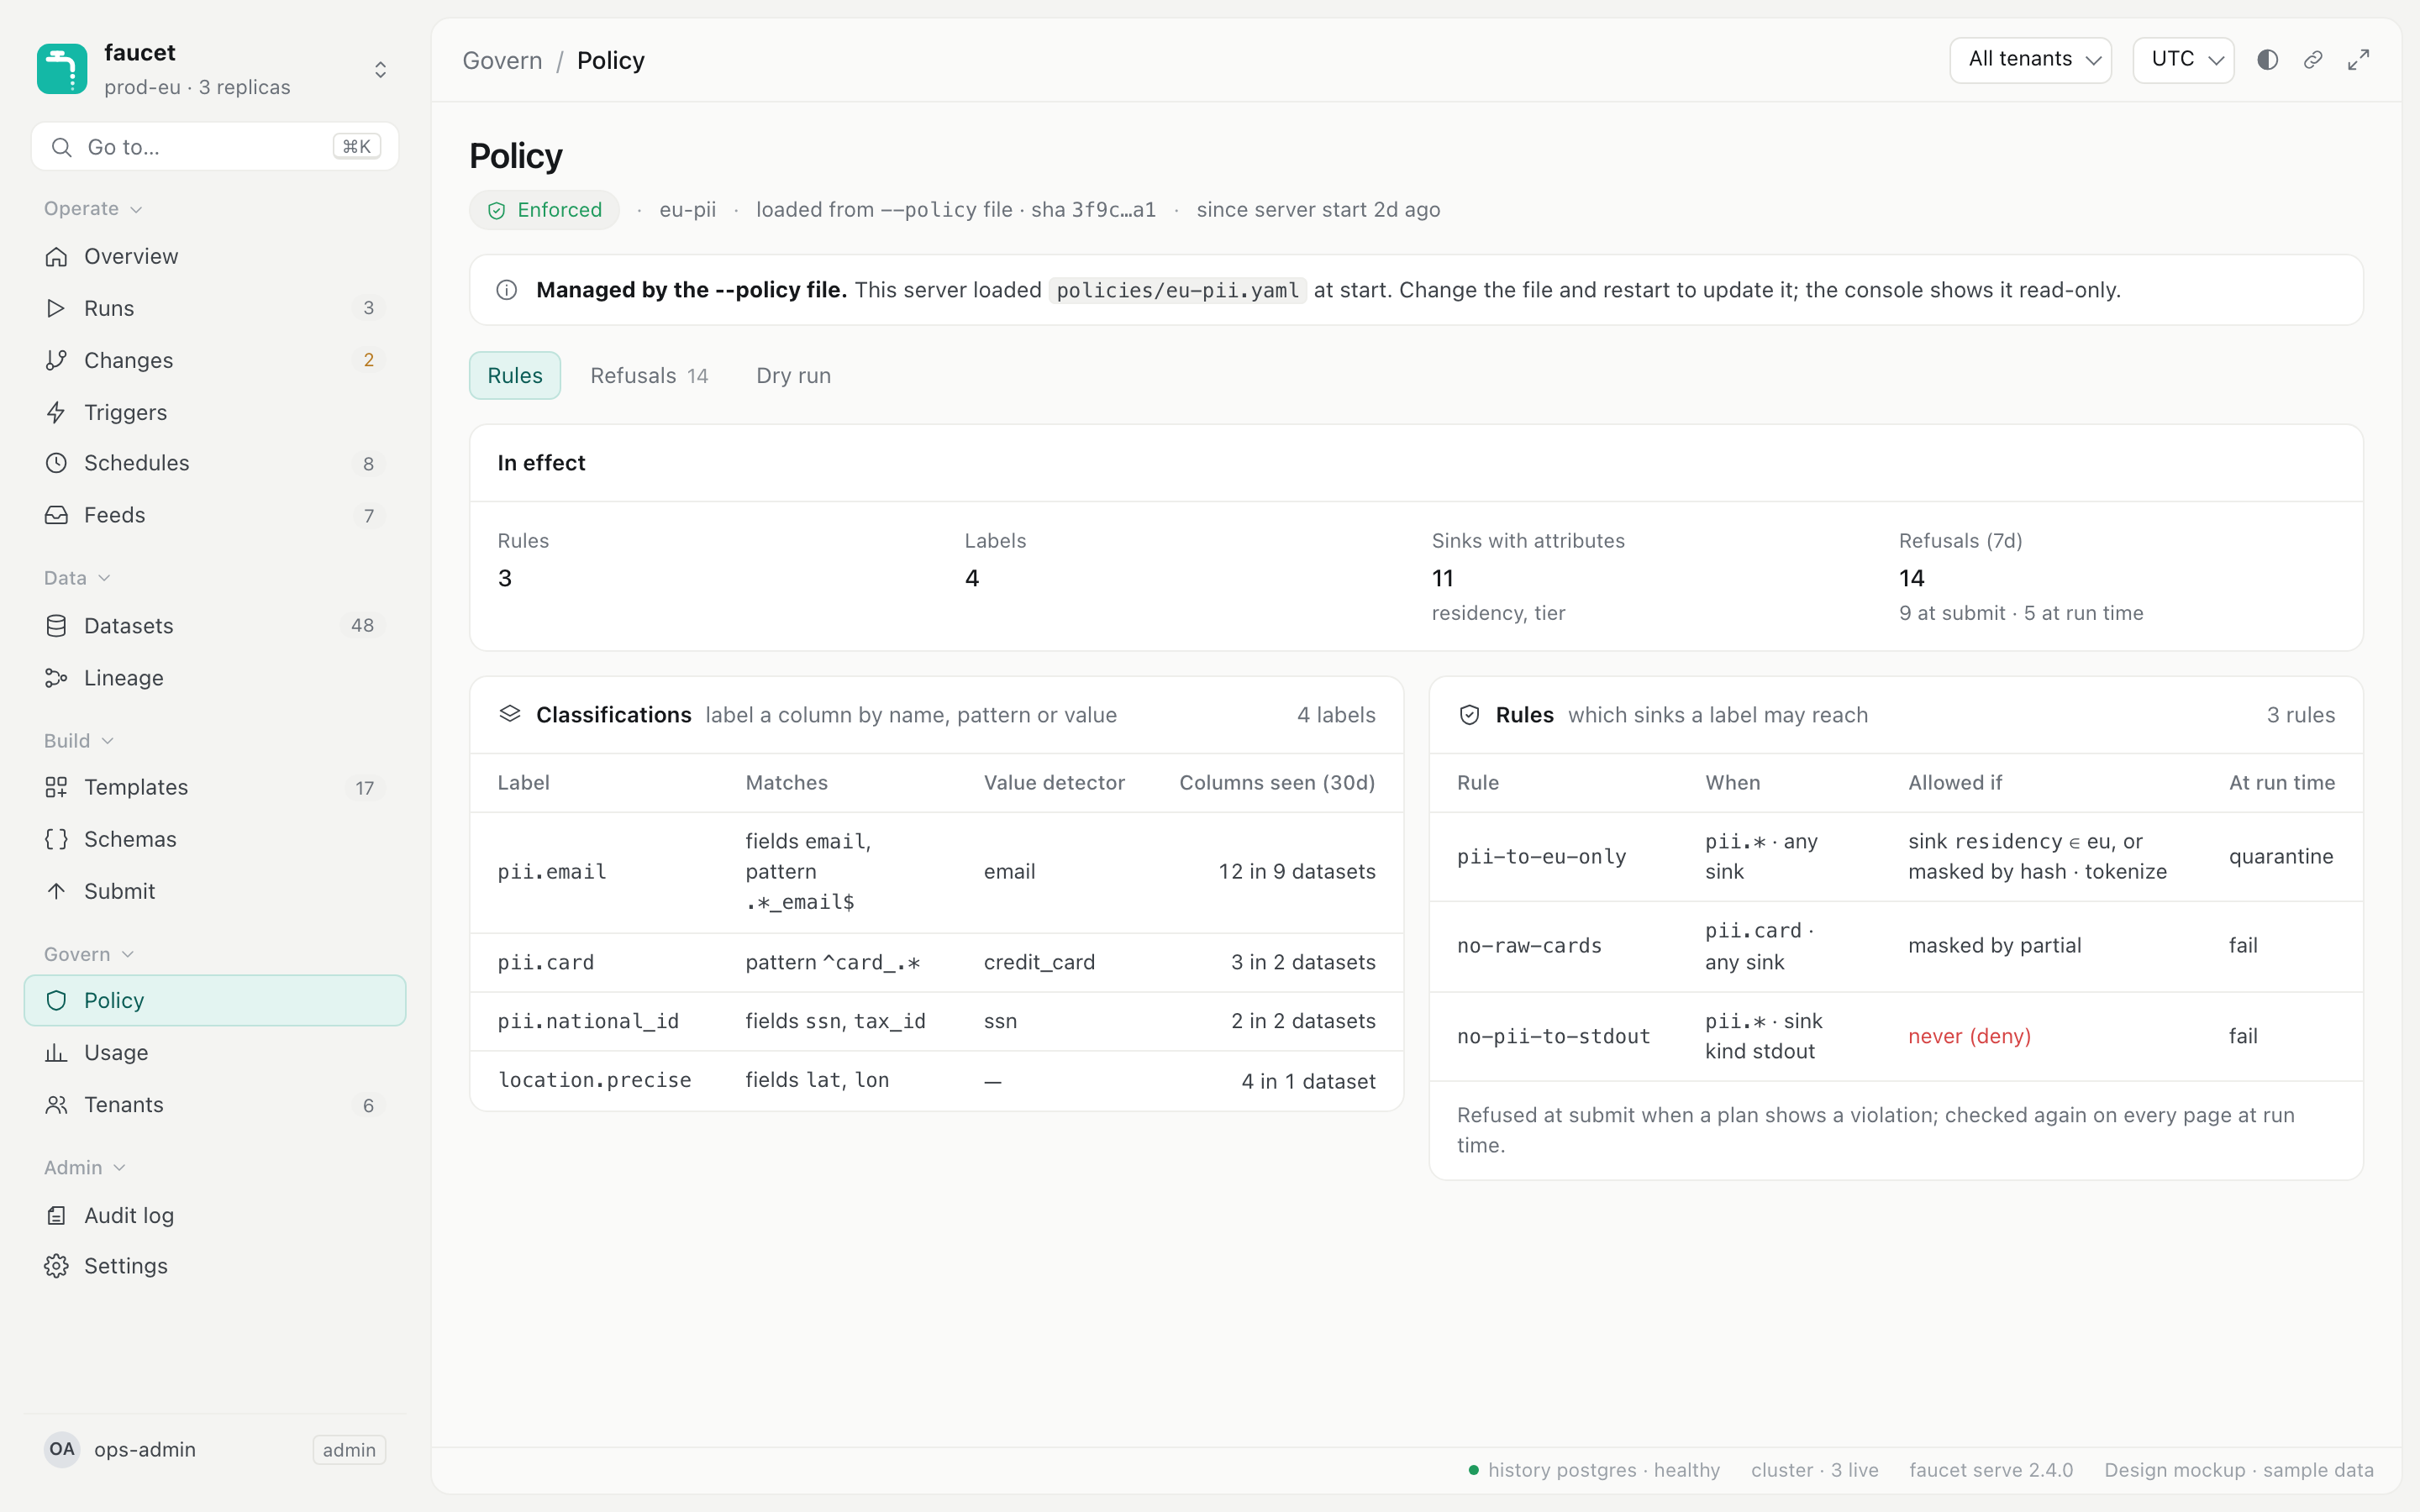 faucet
prod-eu · 3 replicas
Go to... ⌘K
Operate
Overview
Runs 3
Changes 2
Triggers
Schedules 8
Feeds 7
Data
Datasets 48
Lineage
Build
Templates 17
Schemas
Submit
Govern
Policy
Usage
Tenants 6
Admin
Audit log
Settings
OA ops-admin admin
Govern / Policy
All tenants UTC
Policy
Enforced · eu-pii · loaded from --policy file · sha 3f9c…a1 · since server start 2d ago
Managed by the --policy file. This server loaded policies/eu-pii.yaml at start. Change the file and restart to update it; the console shows it read-only.
Rules Refusals 14 Dry run
In effect
Rules Labels Sinks with attributes Refusals (7d)
3 4 11 14
residency, tier 9 at submit · 5 at run time
Classifications label a column by name, pattern or value 4 labels
Label Matches Value detector Columns seen (30d)
fields email,
pii.email pattern email 12 in 9 datasets
.*_email$
pii.card pattern ^card_.* credit_card 3 in 2 datasets
pii.national_id fields ssn, tax_id ssn 2 in 2 datasets
location.precise fields lat, lon — 4 in 1 dataset
Rules which sinks a label may reach 3 rules
Rule When Allowed if At run time
pii-to-eu-only pii.* · any sink residency ∈ eu, or quarantine
sink masked by hash · tokenize
no-raw-cards pii.card · masked by partial fail
any sink
no-pii-to-stdout pii.* · sink never (deny) fail
kind stdout
Refused at submit when a plan shows a violation; checked again on every page at run
time.
history postgres · healthy cluster · 3 live faucet serve 2.4.0 Design mockup · sample data